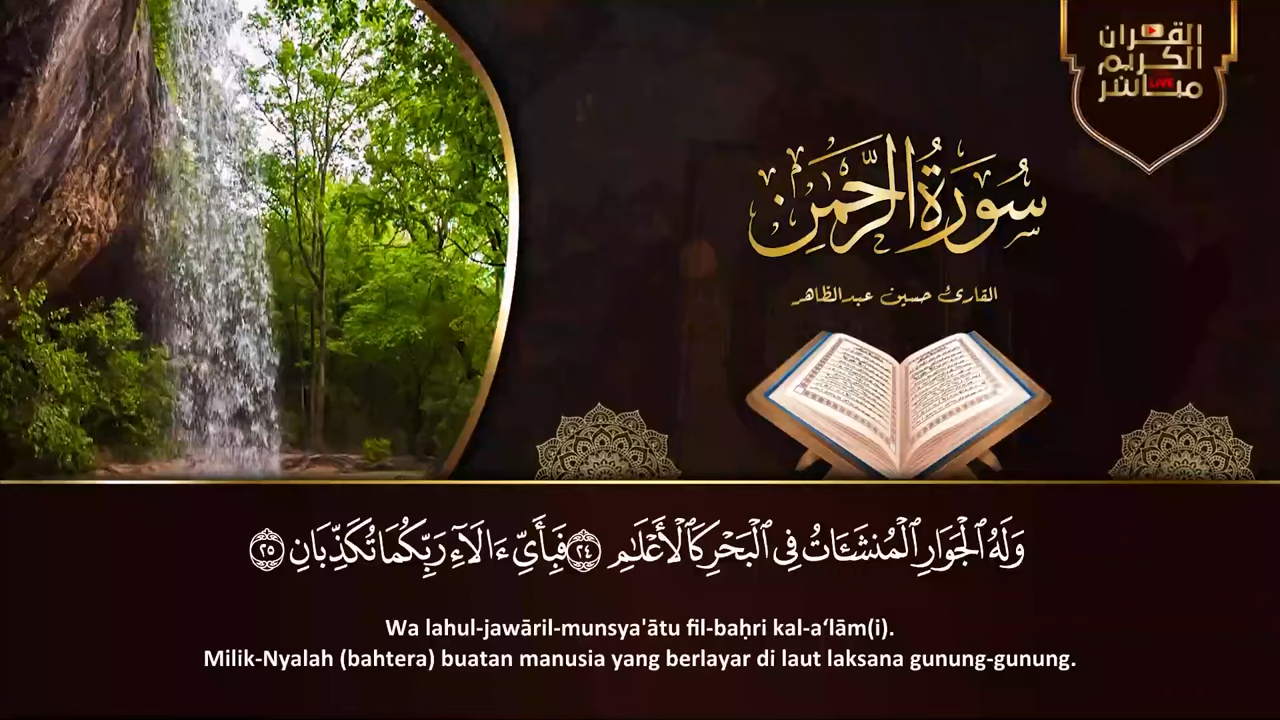 القرآن
الكريم
مباشر
LIVE
سُورَةُ الرَّحْمَٰنِ
القارئ حسين عبدالظاهر
وَلَهُ ٱلْجَوَارِ ٱلْمُنشَـَٔاتُ فِى ٱلْبَحْرِ كَٱلْأَعْلَـٰمِ ٢٤ فَبِأَىِّ ءَالَآءِ رَبِّكُمَا تُكَذِّبَانِ ٢٥
Wa lahul-jawāril-munsya'ātu fil-baḥri kal-a‘lām(i).
Milik-Nyalah (bahtera) buatan manusia yang berlayar di laut laksana gunung-gunung.